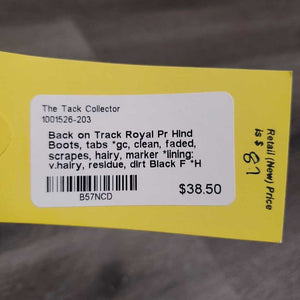 The Tack Collector
1001526-203
Back on Track Royal Pr Hind
Boots, tabs *gc, clean, faded,
scrapes, hairy, marker *lining:
v.hairy, residue, dirt Black F *H
$38.50
B57NCD
Retail (New) Price
is $ 87